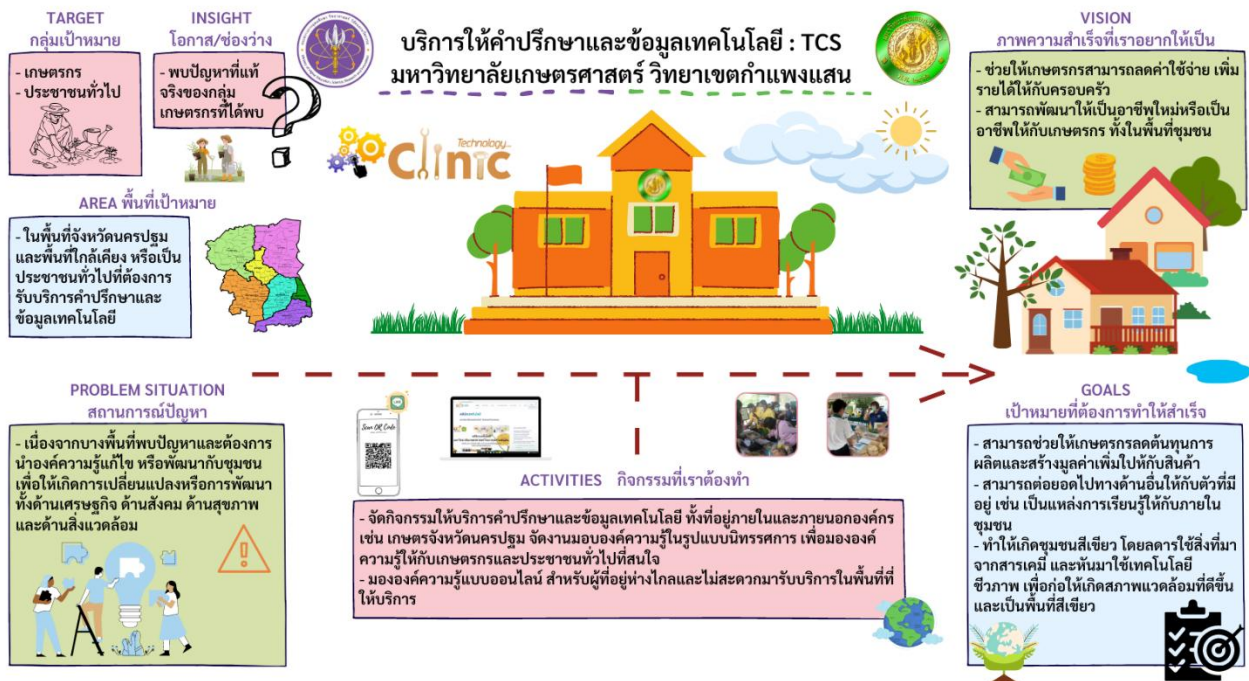 TARGET
กลุ่มเป้าหมาย
- เกษตรกร
- ประชาชนทั่วไป
INSIGHT
โอกาส/ช่องว่าง
- พบปัญหาที่แท้
จริงของกลุ่ม
เกษตรกรที่ได้พบ
?
บริการให้คำปรึกษาและข้อมูลเทคโนโลยี : TCS
มหาวิทยาลัยเกษตรศาสตร์ วิทยาเขตกำแพงแสน
Technology...
Clinic
VISION
ภาพความสำเร็จที่เราอยากให้เป็น
- ช่วยให้เกษตรกรสามารถลดค่าใช้จ่าย เพิ่ม
รายได้ให้กับครอบครัว
- สามารถพัฒนาให้เป็นอาชีพใหม่หรือเป็น
อาชีพให้กับเกษตรกร ทั้งในพื้นที่ชุมชน
AREA พื้นที่เป้าหมาย
- ในพื้นที่จังหวัดนครปฐม
และพื้นที่ใกล้เคียง หรือเป็น
ประชาชนทั่วไปที่ต้องการ
รับบริการคำปรึกษาและ
ข้อมูลเทคโนโลยี
PROBLEM SITUATION
สถานการณ์ปัญหา
- เนื่องจากบางพื้นที่พบปัญหาและต้องการ
นำองค์ความรู้แก้ไข หรือพัฒนากับชุมชน
เพื่อให้เกิดการเปลี่ยนแปลงหรือการพัฒนา
ทั้งด้านเศรษฐกิจ ด้านสังคม ด้านสุขภาพ
และด้านสิ่งแวดล้อม
Scan QR Code
ACTIVITIES กิจกรรมที่เราต้องทำ
- จัดกิจกรรมให้บริการคำปรึกษาและข้อมูลเทคโนโลยี ทั้งที่อยู่ภายในและภายนอกองค์กร
เช่น เกษตรจังหวัดนครปฐม จัดงานมอบองค์ความรู้ในรูปแบบนิทรรศการ เพื่อมององค์
ความรู้ให้กับเกษตรกรและประชาชนทั่วไปที่สนใจ
- มององค์ความรู้แบบออนไลน์ สำหรับผู้ที่อยู่ห่างไกลและไม่สะดวกมารับบริการในพื้นที่ที่
ให้บริการ
GOALS
เป้าหมายที่ต้องการทำให้สำเร็จ
- สามารถช่วยให้เกษตรกรลดต้นทุนการ
ผลิตและสร้างมูลค่าเพิ่มไปให้กับสินค้า
- สามารถต่อยอดไปทางด้านอื่นให้กับตัวที่มี
อยู่ เช่น เป็นแหล่งการเรียนรู้ให้กับภายใน
ชุมชน
- ทำให้เกิดชุมชนสีเขียว โดยลดการใช้สิ่งที่มา
จากสารเคมี และหันมาใช้เทคโนโลยี
ชีวภาพ เพื่อก่อให้เกิดสภาพแวดล้อมที่ดีขึ้น
และเป็นพื้นที่สีเขียว